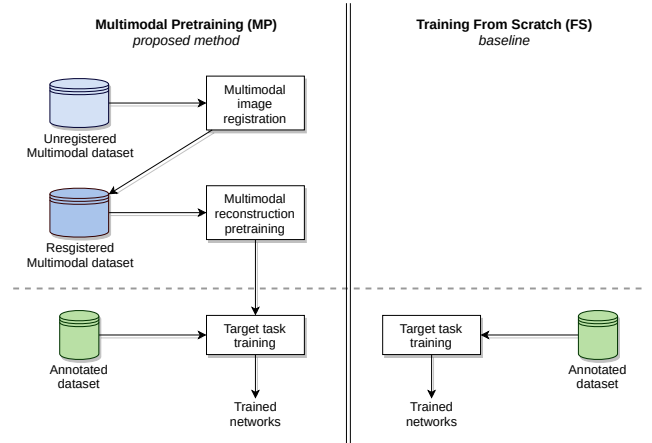 Multimodal Pretraining (MP)
proposed method
Multimodal
image
registration
Unregistered
Multimodal dataset
Multimodal
reconstruction
pretraining
Resgistered
Multimodal dataset
Target task
training
Annotated
dataset
Trained
networks
Training From Scratch (FS)
baseline
Target task
training
Annotated
dataset
Trained
networks